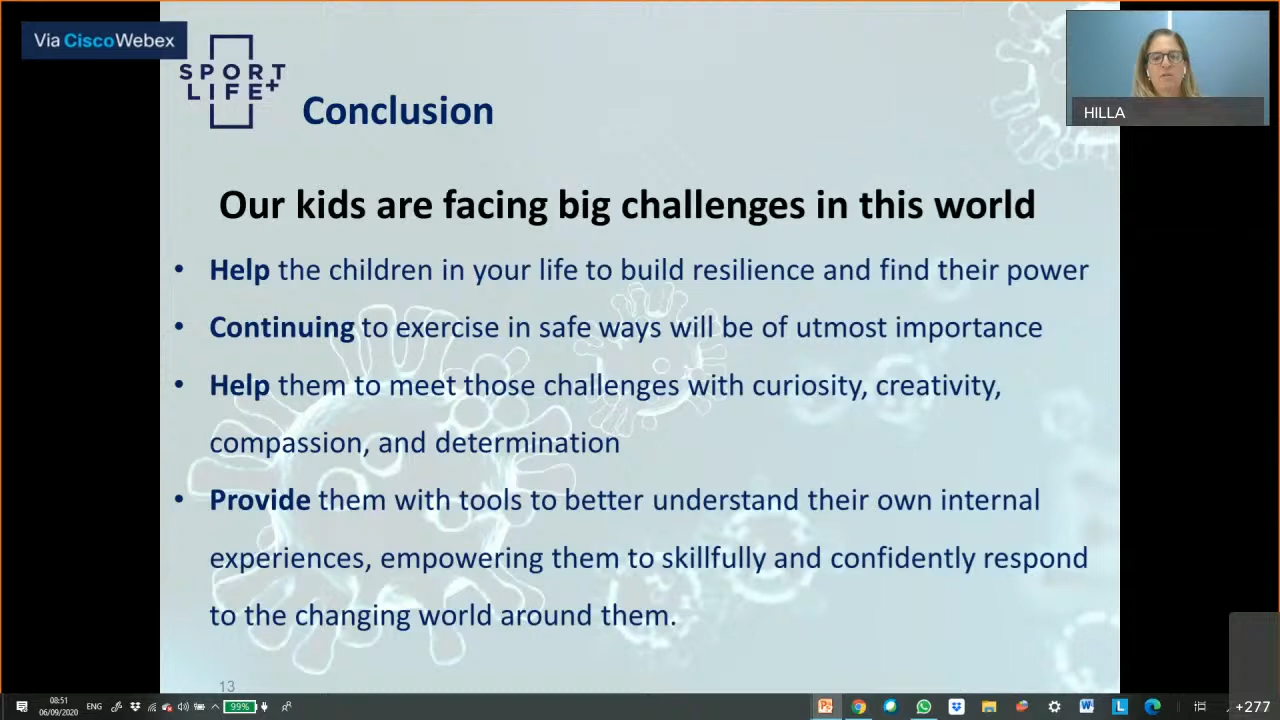 Via CiscoWebex
SPORT
LIFE+
Conclusion
HILLA
Our kids are facing big challenges in this world
• Help the children in your life to build resilience and find their power
• Continuing to exercise in safe ways will be of utmost importance
• Help them to meet those challenges with curiosity, creativity,
compassion, and determination
• Provide them with tools to better understand their own internal
experiences, empowering them to skillfully and confidently respond
to the changing world around them.
13
08:51
06/09/2020
ENG
99%
+277